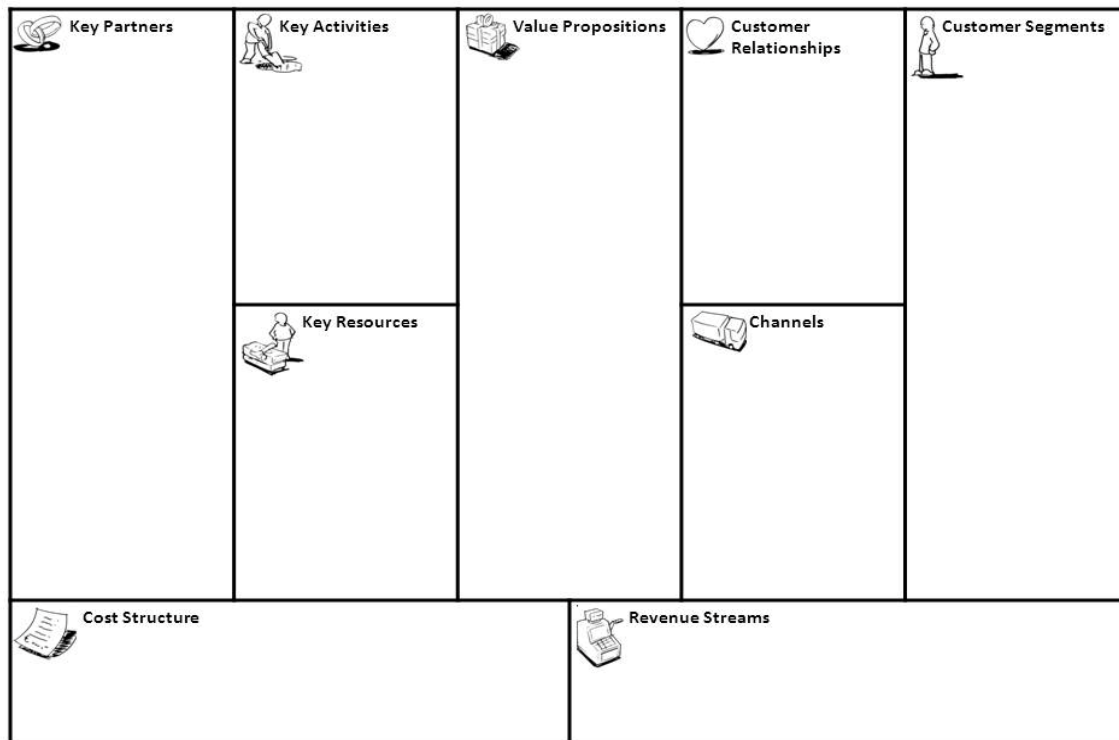 Key Partners
Key Activities
Value Propositions
Customer
Relationships
Customer Segments
Key Resources
Channels
Cost Structure
Revenue Streams